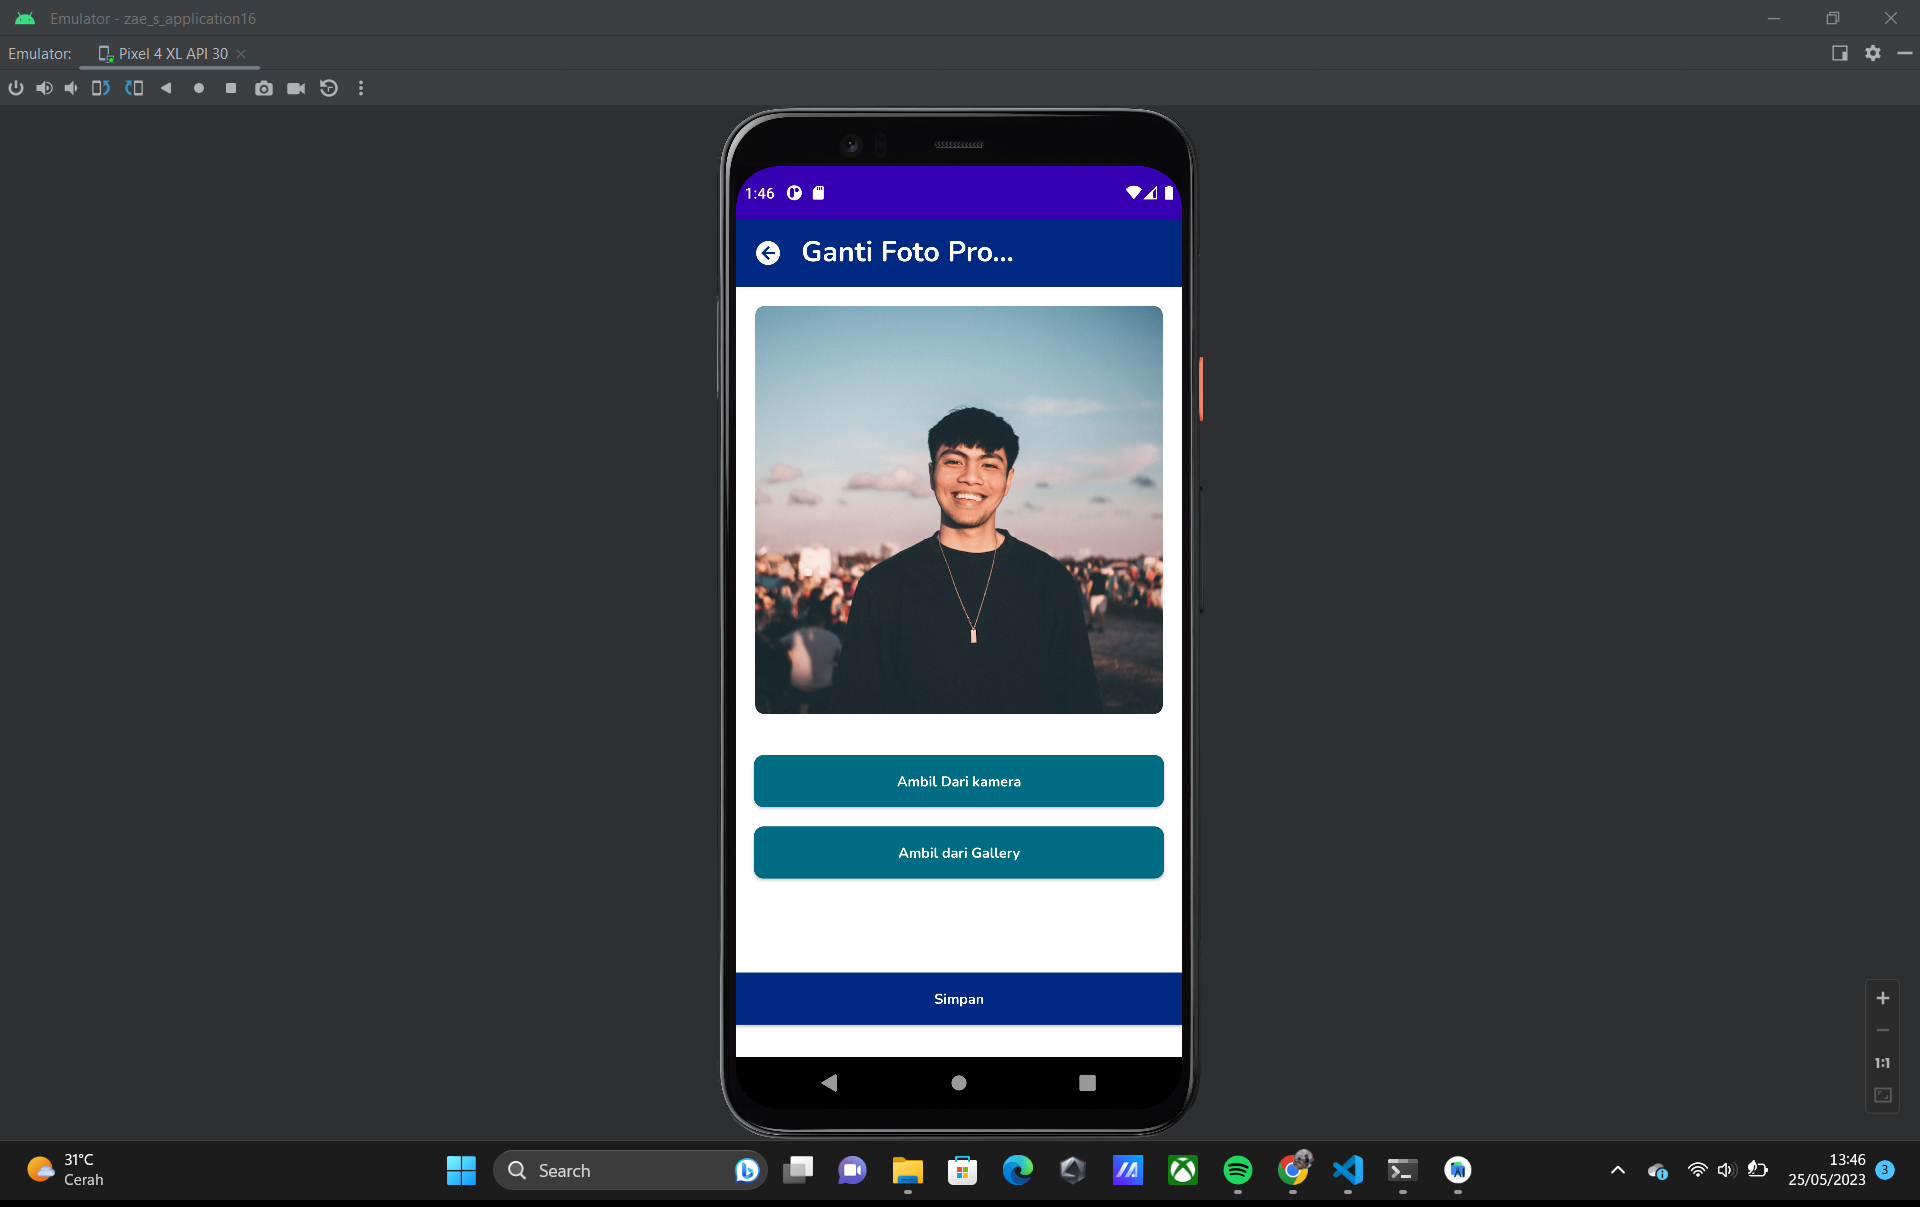 Emulator - zae_s_application16
Emulator: Pixel 4 XL API 30
1:46
Ganti Foto Pro...
Ambil Dari kamera
Ambil dari Gallery
Simpan
1:1
31°C
Cerah
Search
13:46
25/05/2023
3